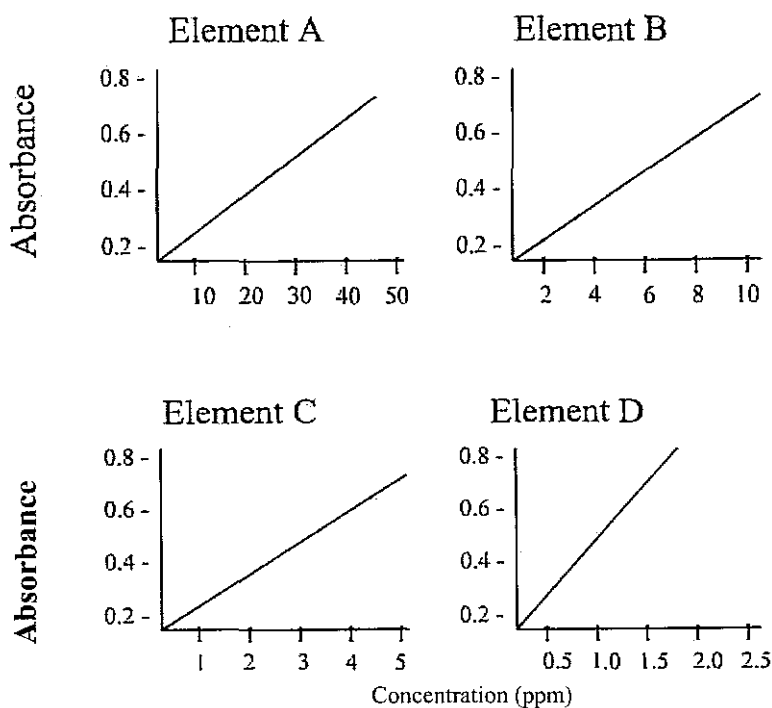 Element A
Element B
Absorbance
0.8 -
0.6 -
0.4 -
0.2 -
10 20 30 40 50
0.8 -
0.6 -
0.4 -
0.2 -
2 4 6 8 10
Element C
Element D
Absorbance
0.8 -
0.6 -
0.4 -
0.2 -
1 2 3 4 5
0.8 -
0.6 -
0.4 -
0.2 -
0.5 1.0 1.5 2.0 2.5
Concentration (ppm)